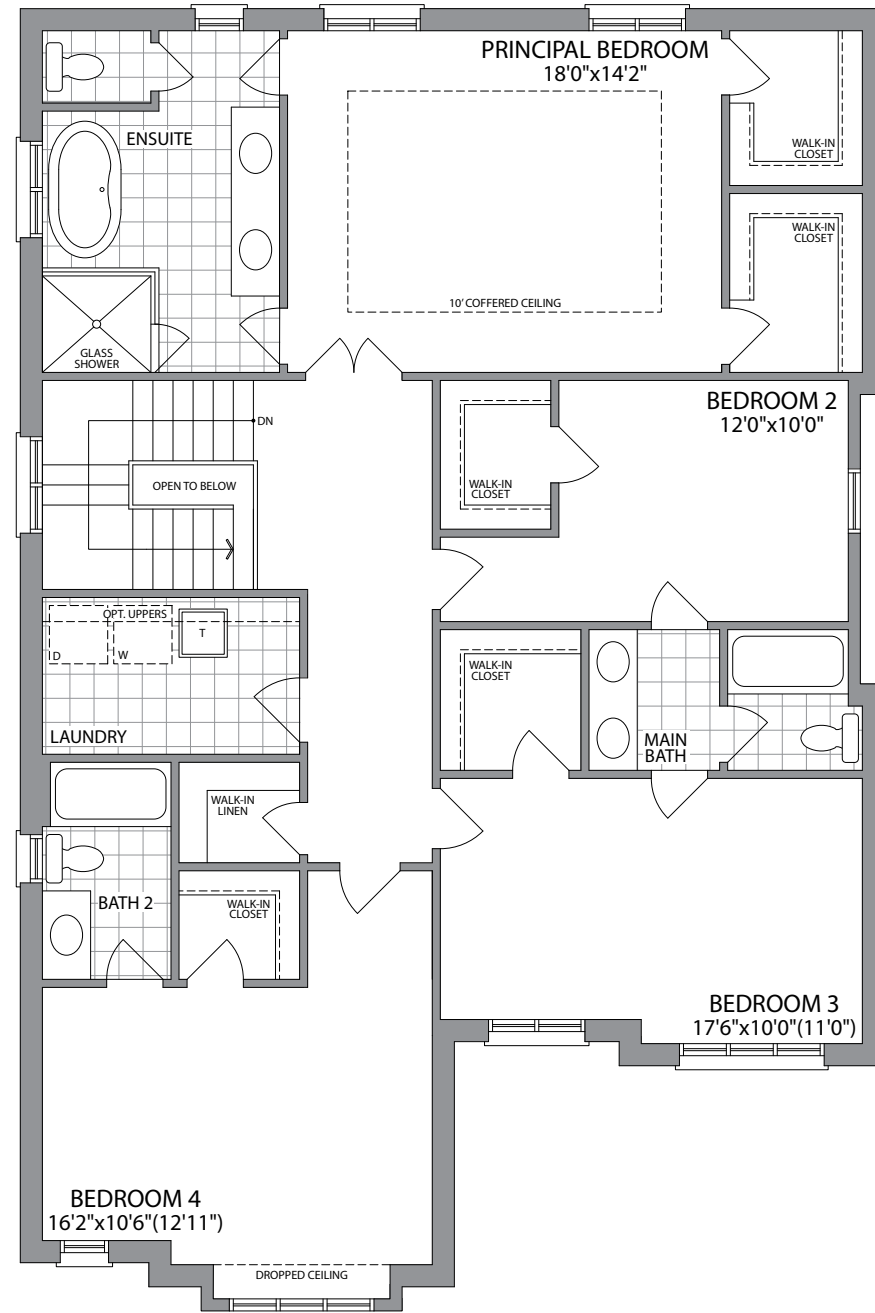 PRINCIPAL BEDROOM
18'0"x14'2"
ENSUITE
WALK-IN
CLOSET
WALK-IN
CLOSET
10' COFFERED CEILING
GLASS
SHOWER
BEDROOM 2
12'0"x10'0"
DN
OPEN TO BELOW
WALK-IN
CLOSET
OPT. UPPERS
D
W
T
LAUNDRY
WALK-IN
CLOSET
MAIN
BATH
WALK-IN
LINEN
BATH 2
WALK-IN
CLOSET
BEDROOM 3
17'6"x10'0"(11'0")
BEDROOM 4
16'2"x10'6"(12'11")
DROPPED CEILING